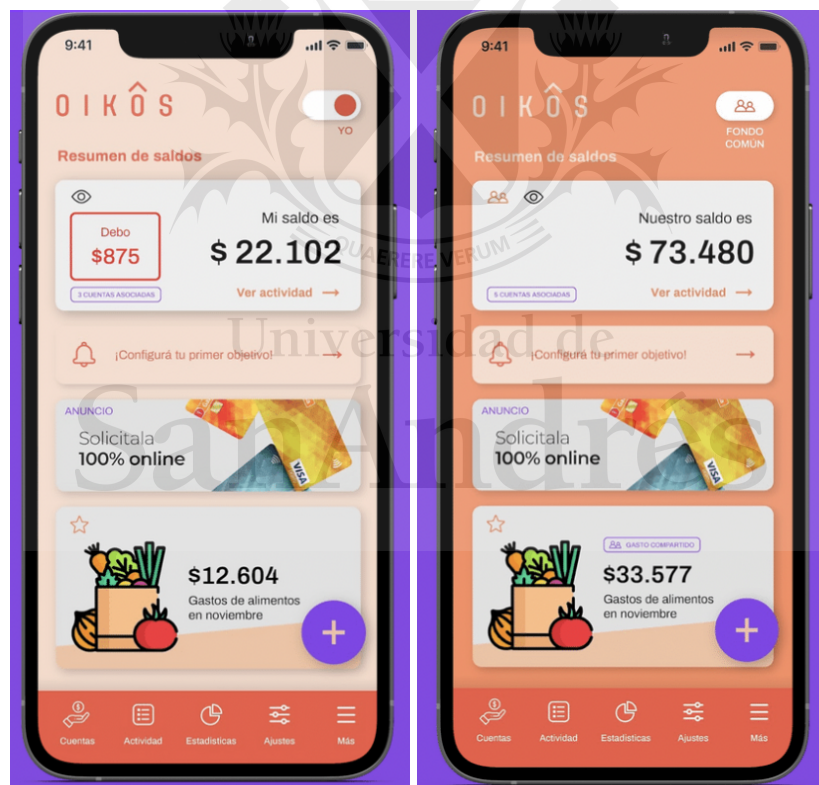 9:41
OIKÔS
YO
Resumen de saldos
Debo
$875
Mi saldo es
$ 22.102
3 CUENTAS ASOCIADAS
Ver actividad
¡Configurá tu primer objetivo!
ANUNCIO
Solicitala
100% online
VISA
$12.604
Gastos de alimentos
en noviembre
+
Cuentas
Actividad
Estadísticas
Ajustes
Más
9:41
OIKÔS
FONDO
COMÚN
Resumen de saldos
Nuestro saldo es
$ 73.480
5 CUENTAS ASOCIADAS
Ver actividad
¡Configurá tu primer objetivo!
ANUNCIO
Solicitala
100% online
VISA
GASTO COMPARTIDO
$33.577
Gastos de alimentos
en noviembre
+
Cuentas
Actividad
Estadísticas
Ajustes
Más
QUAERERE VERUM
Universidad de
SanAndrés